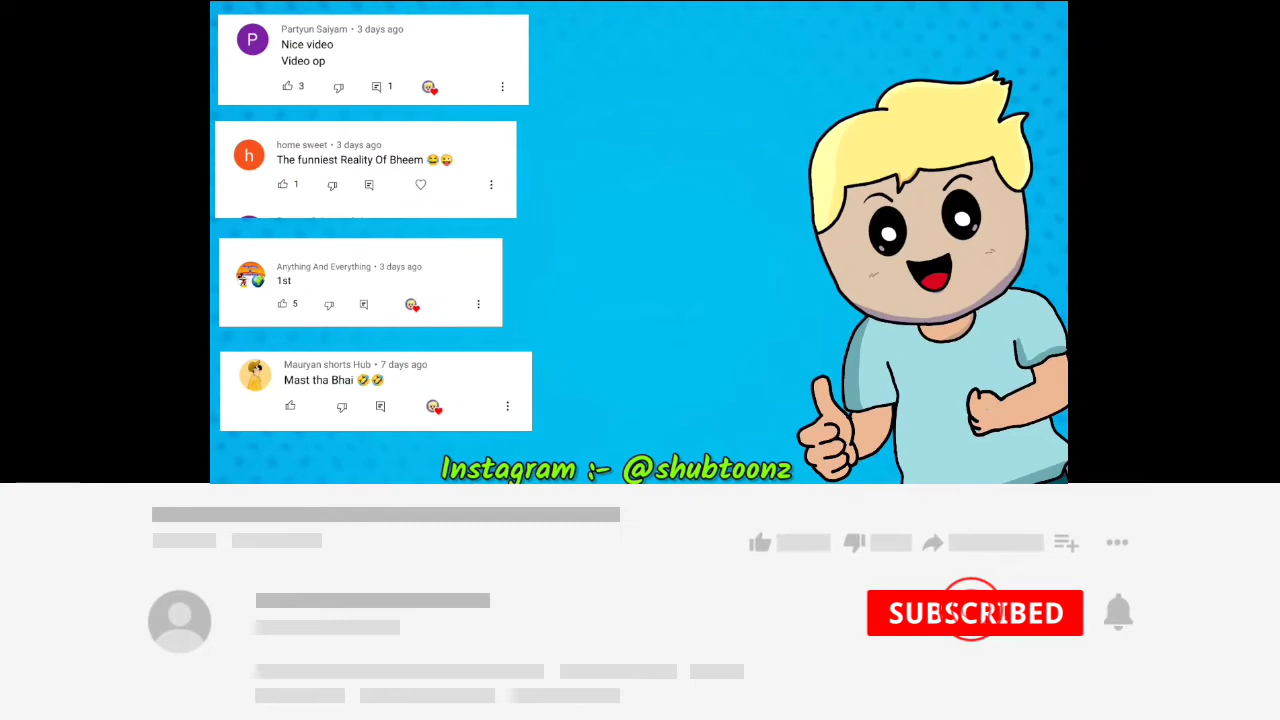 P
Partyun Saiyam • 3 days ago
Nice video
Video op
3
1
h
home sweet • 3 days ago
The funniest Reality Of Bheem 😂😜
1
Anything And Everything • 3 days ago
1st
5
Mauryan shorts Hub • 7 days ago
Mast tha Bhai 🤣🤣
Instagram :- @shubtoonz
SUBSCRIBED